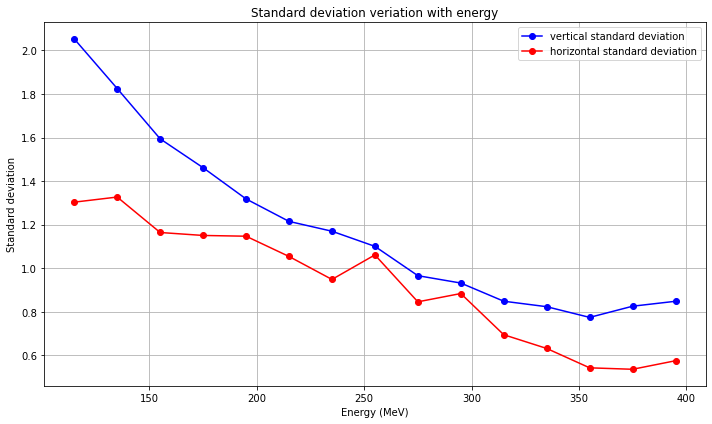 Standard deviation veriation with energy
vertical standard deviation
horizontal standard deviation
Standard deviation
2.0
1.8
1.6
1.4
1.2
1.0
0.8
0.6
150
200
250
300
350
400
Energy (MeV)